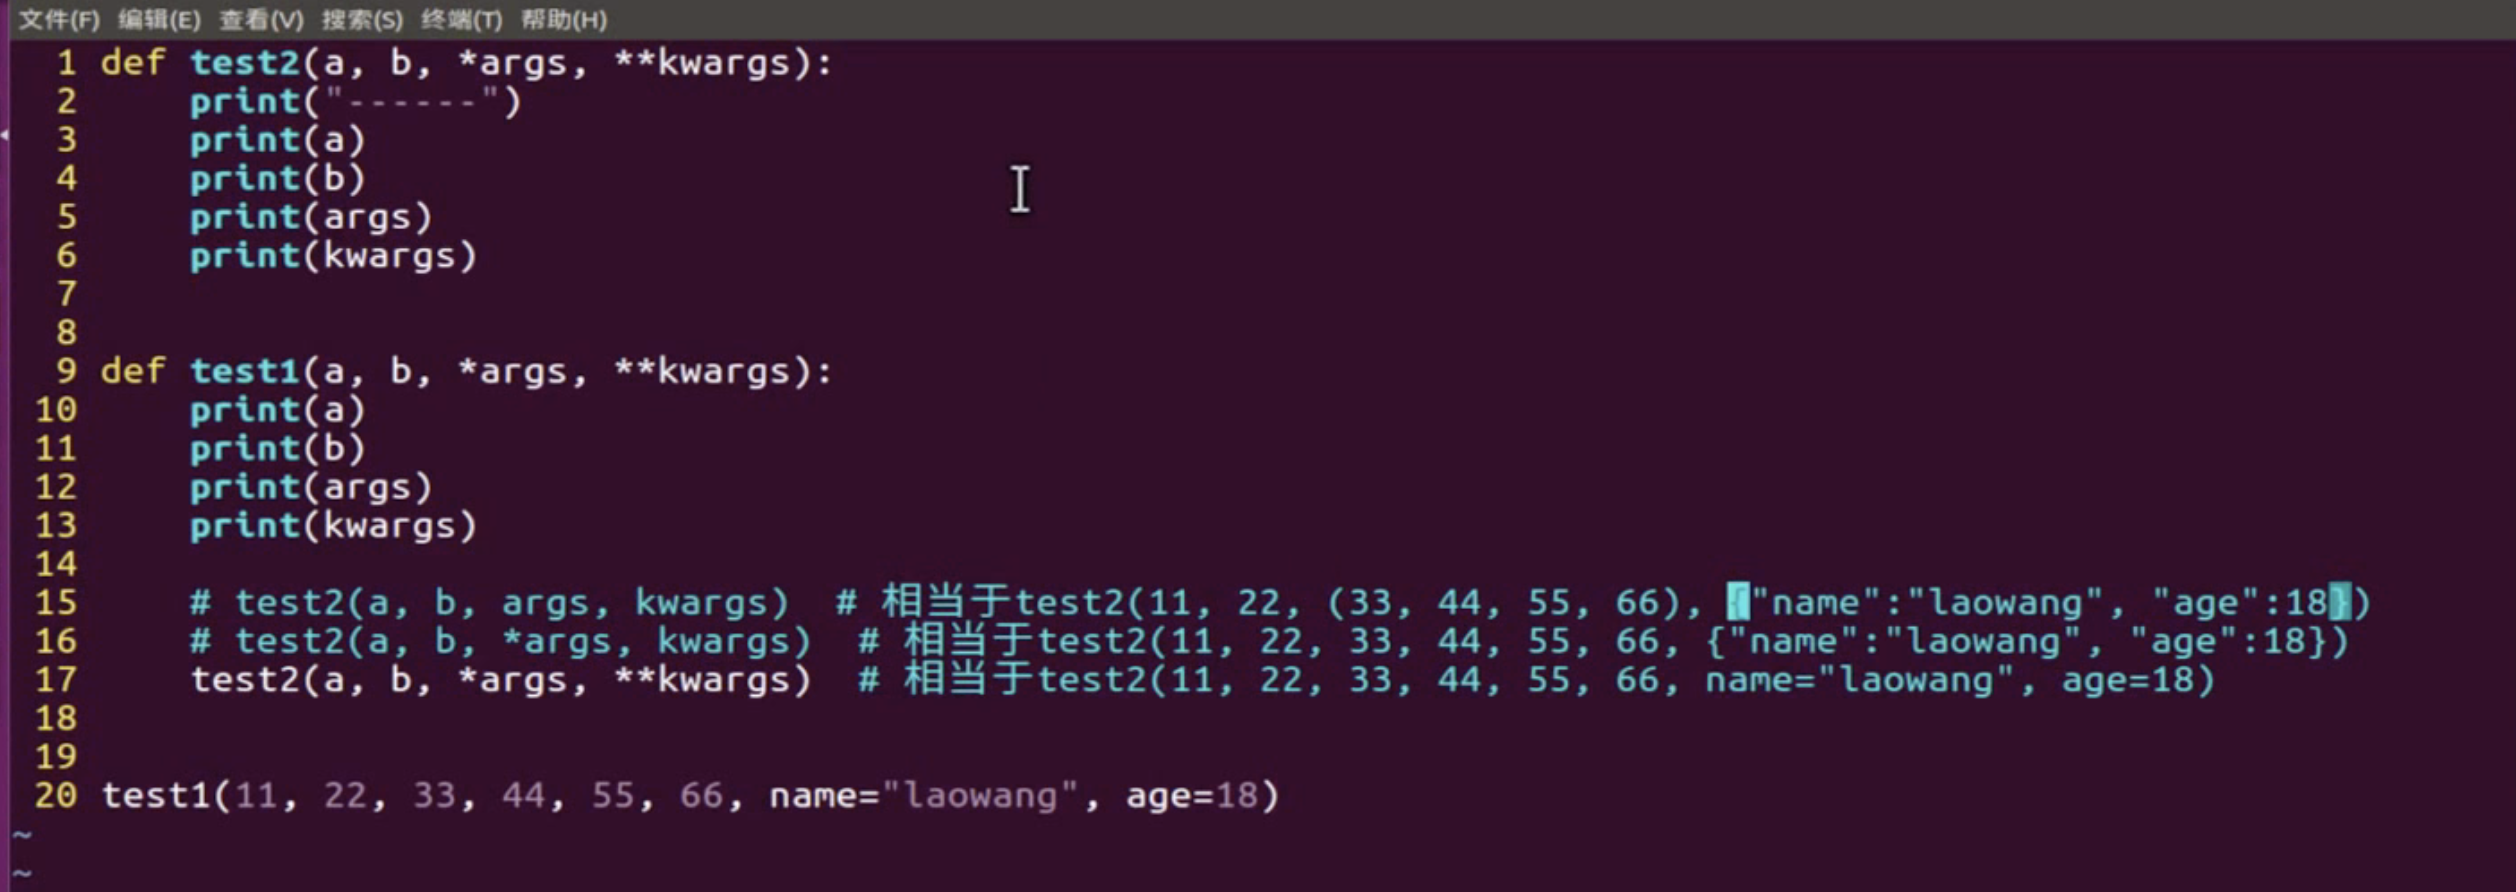 文件(F) 编辑(E) 查看(V) 搜索(S) 终端(T) 帮助(H)
1 def test2(a, b, *args, **kwargs):
2     print("------")
3     print(a)
4     print(b)
5     print(args)
6     print(kwargs)
7
8
9 def test1(a, b, *args, **kwargs):
10     print(a)
11     print(b)
12     print(args)
13     print(kwargs)
14
15     # test2(a, b, args, kwargs)  # 相当于test2(11, 22, (33, 44, 55, 66), {"name":"laowang", "age":18})
16     # test2(a, b, *args, kwargs)  # 相当于test2(11, 22, 33, 44, 55, 66, {"name":"laowang", "age":18})
17     test2(a, b, *args, **kwargs)  # 相当于test2(11, 22, 33, 44, 55, 66, name="laowang", age=18)
18
19
20 test1(11, 22, 33, 44, 55, 66, name="laowang", age=18)
~
~